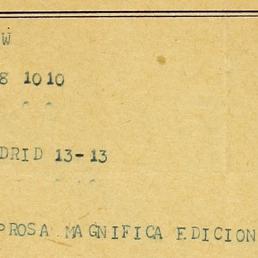 W
8 1010
DRID 13-13
PROSA MAGNIFICA EDICION